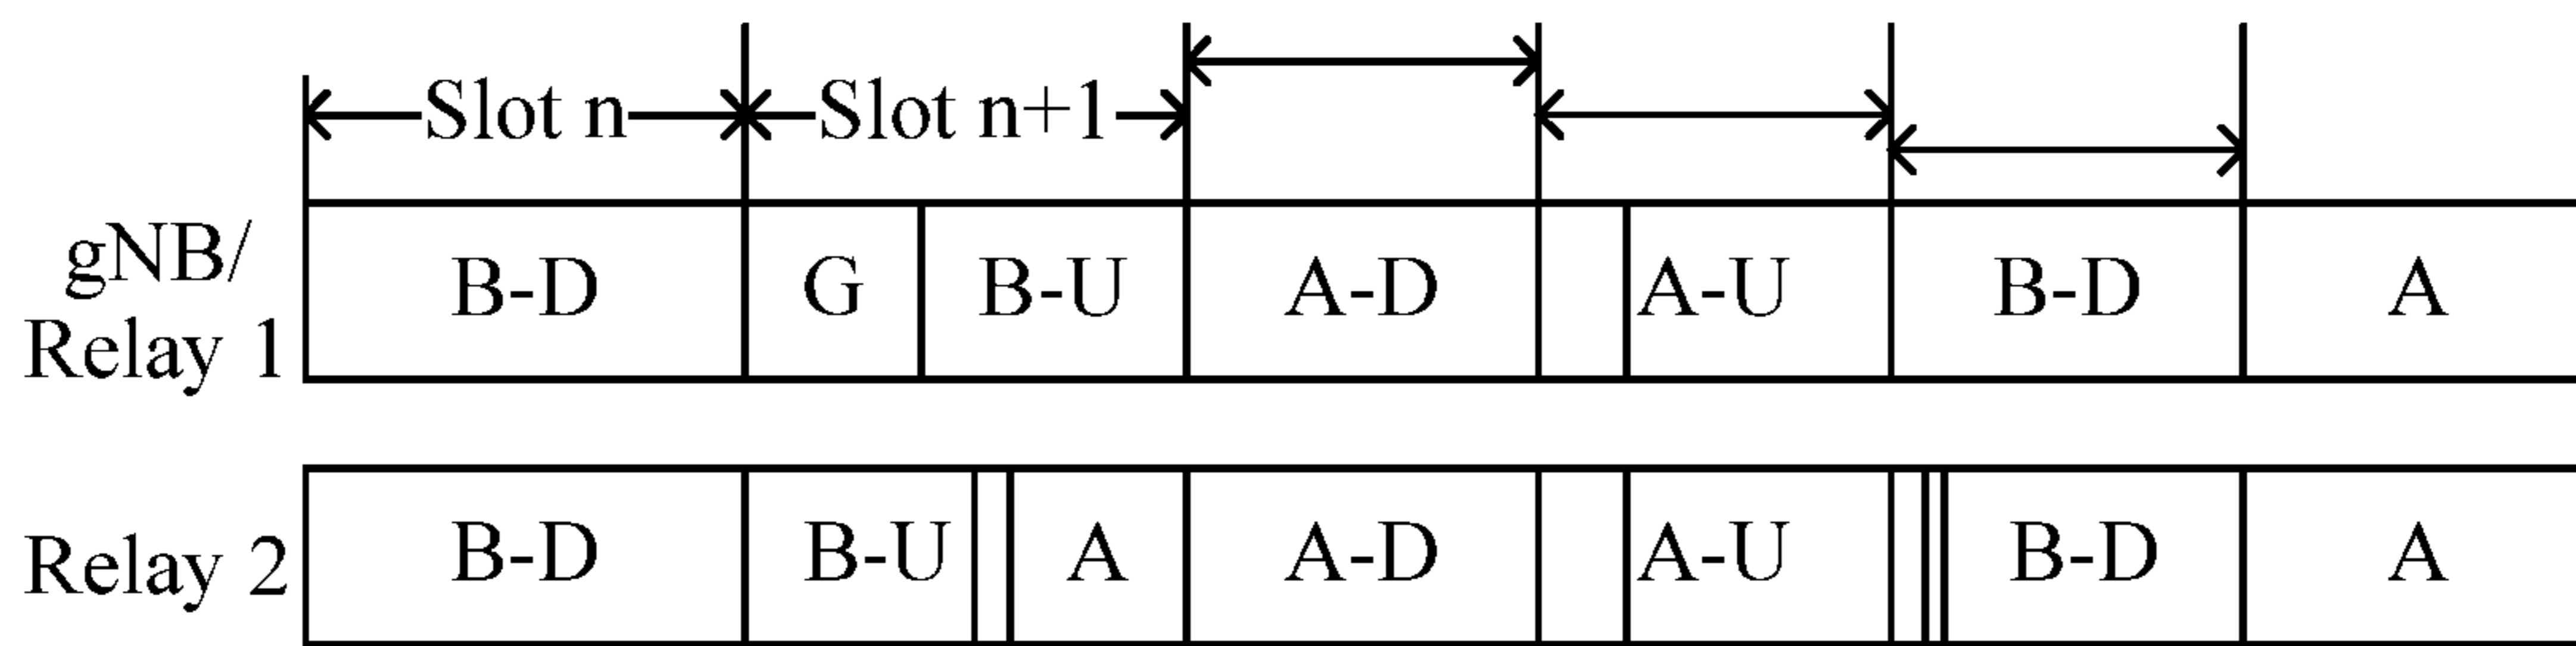 Slot n Slot n+1
gNB/
Relay 1
B-D G B-U A-D A-U B-D A
Relay 2 B-D B-U A A-D A-U B-D A